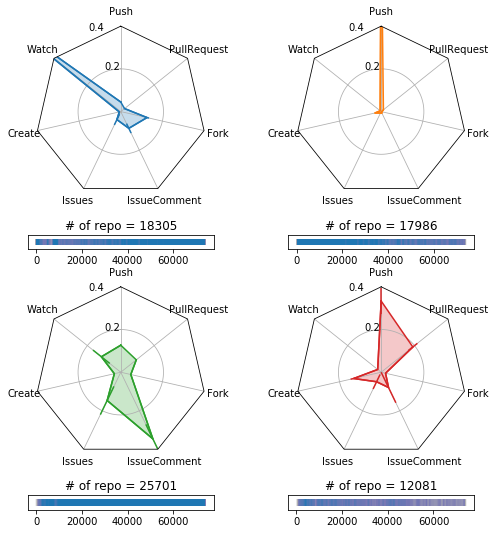 Push
0.4
Watch
PullRequest
0.2
Create
Fork
Issues
IssueComment
# of repo = 18305
0
20000
40000
60000
Push
0.4
PullRequest
Watch
0.2
Create
Fork
Issues
IssueComment
# of repo = 17986
0
20000
40000
60000
Push
0.4
Watch
PullRequest
0.2
Create
Fork
Issues
IssueComment
# of repo = 25701
0
20000
40000
60000
Push
0.4
Watch
PullRequest
0.2
Create
Fork
Issues
IssueComment
# of repo = 12081
0
20000
40000
60000